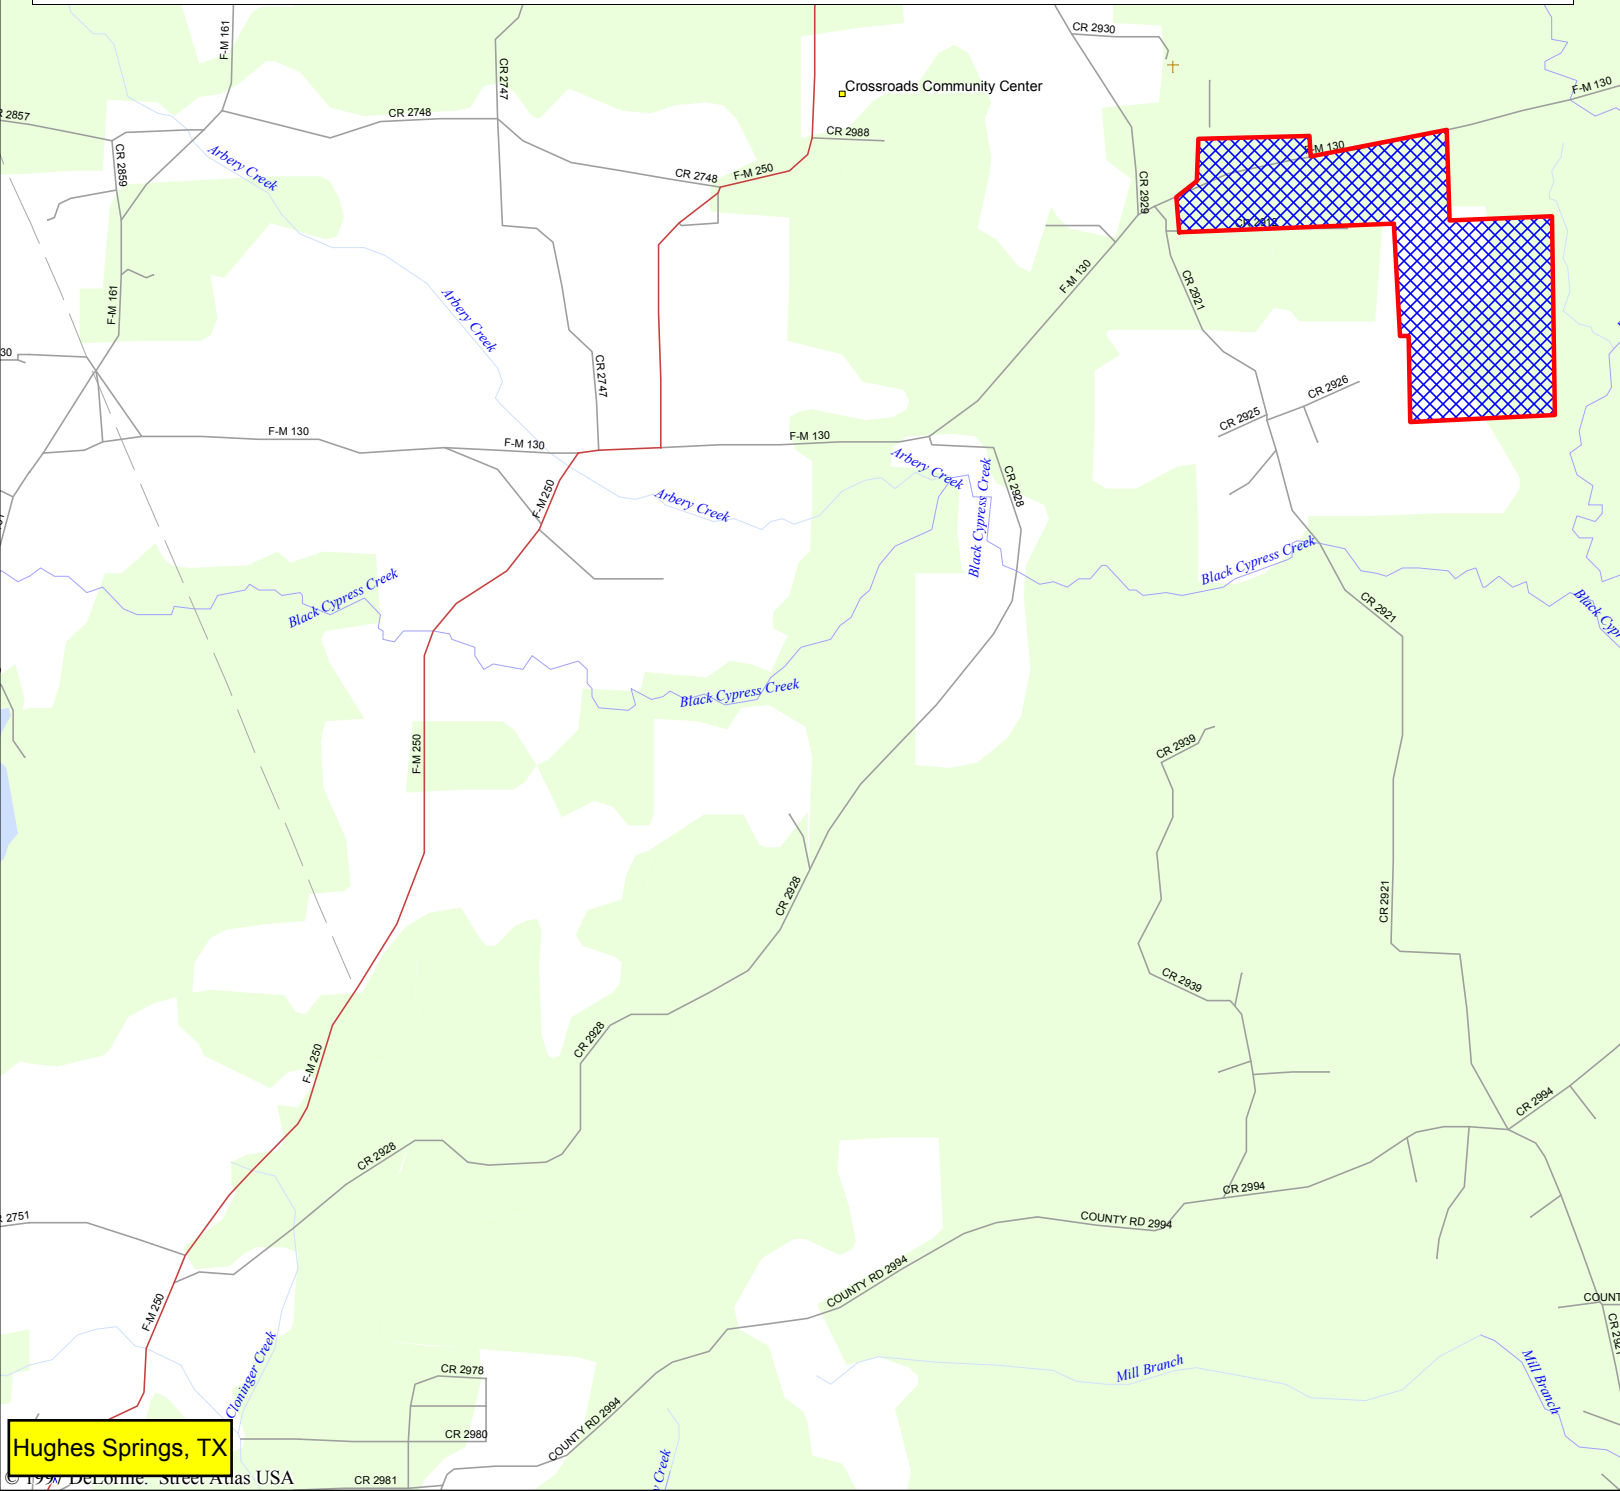 F-M 161
CR 2747
CR 2930
Crossroads Community Center
F-M 130
CR 2748
CR 2988
CR 2859
Arbery Creek
CR 2748
F-M 250
F-M 130
CR 2929
CR 2921
F-M 130
F-M 161
Arbery Creek
CR 2747
30
CR 2926
CR 2925
F-M 130
F-M 130
F-M 130
Arbery Creek
Black Cypress Creek
CR 2928
F-M 250
Arbery Creek
Black Cypress Creek
Black Cypress Creek
CR 2921
Black Cypress Creek
F-M 250
CR 2939
CR 2928
CR 2921
CR 2939
CR 2928
F-M 250
CR 2994
CR 2928
CR 2994
2751
COUNTY RD 2994
COUNTY RD 2994
F-M 250
Cloninger Creek
CR 2978
Mill Branch
Mill Branch
COUNTY RD 2994
CR 2980
Hughes Springs, TX
DeLorme. Street Atlas USA
CR 2981
Creek